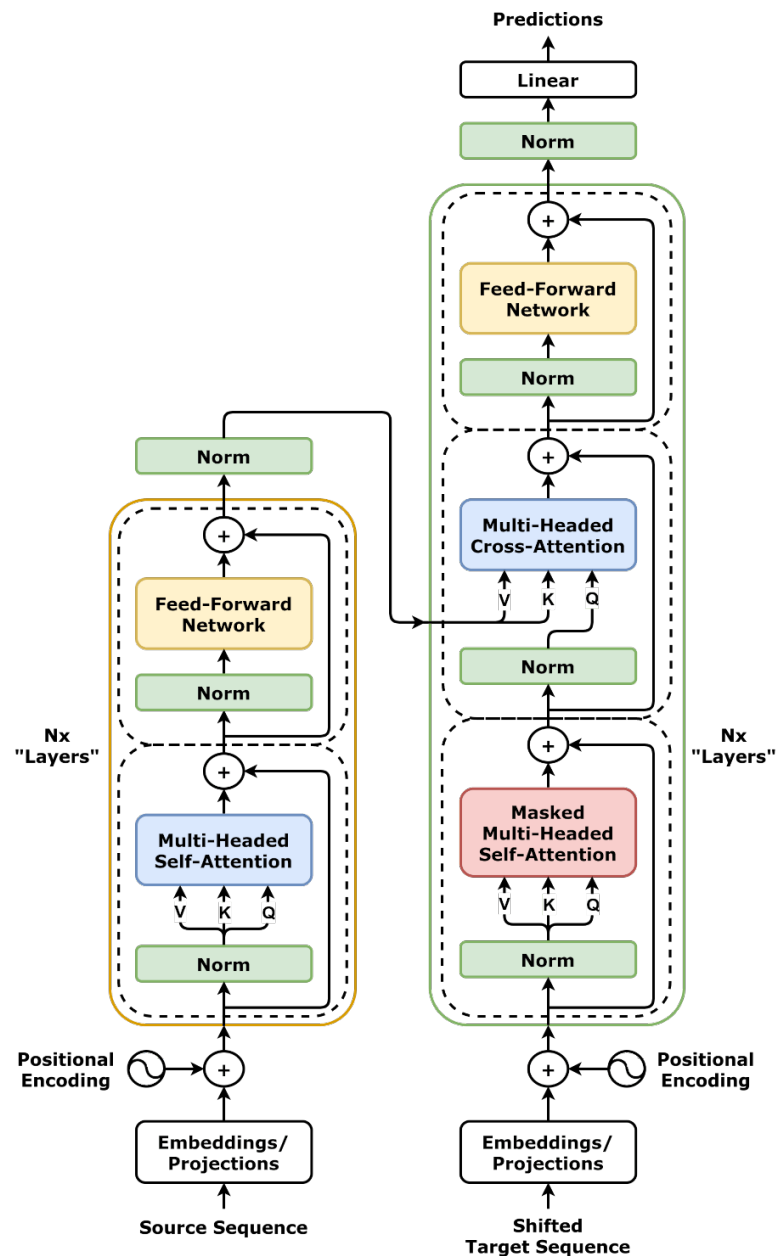 Predictions
Linear
Norm
+
Feed-Forward
Network
Norm
+
Multi-Headed
Cross-Attention
V K Q
Norm
+
Masked
Multi-Headed
Self-Attention
V K Q
Norm
Nx
"Layers"
+
Positional
Encoding
Embeddings/
Projections
Shifted
Target Sequence
Norm
+
Feed-Forward
Network
Norm
Nx
"Layers"
+
Multi-Headed
Self-Attention
V K Q
Norm
Positional
Encoding
+
Embeddings/
Projections
Source Sequence